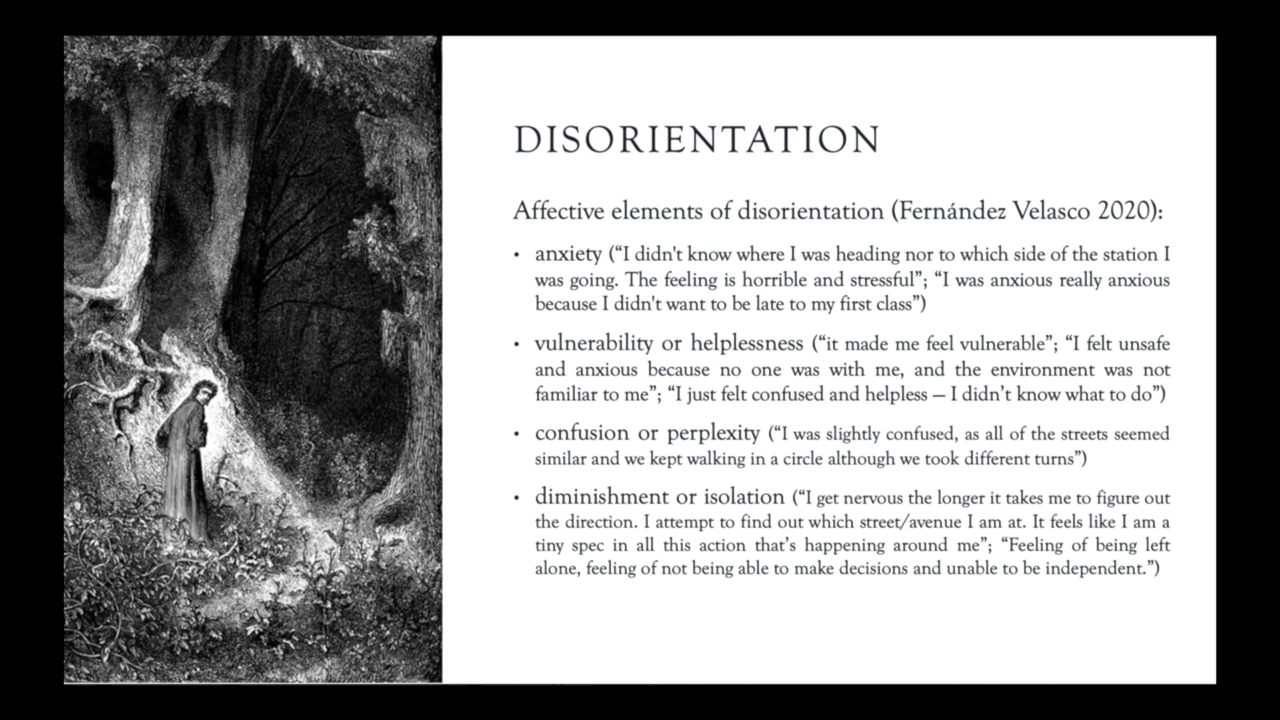 DISORIENTATION
Affective elements of disorientation (Fernández Velasco 2020):
• anxiety (“I didn't know where I was heading nor to which side of the station I
was going. The feeling is horrible and stressful”; “I was anxious really anxious
because I didn't want to be late to my first class”)
• vulnerability or helplessness (“it made me feel vulnerable”; “I felt unsafe
and anxious because no one was with me, and the environment was not
familiar to me”; “I just felt confused and helpless – I didn’t know what to do”)
• confusion or perplexity (“I was slightly confused, as all of the streets seemed
similar and we kept walking in a circle although we took different turns”)
• diminishment or isolation (“I get nervous the longer it takes me to figure out
the direction. I attempt to find out which street/avenue I am at. It feels like I am a
tiny spec in all this action that’s happening around me”; “Feeling of being left
alone, feeling of not being able to make decisions and unable to be independent.”)